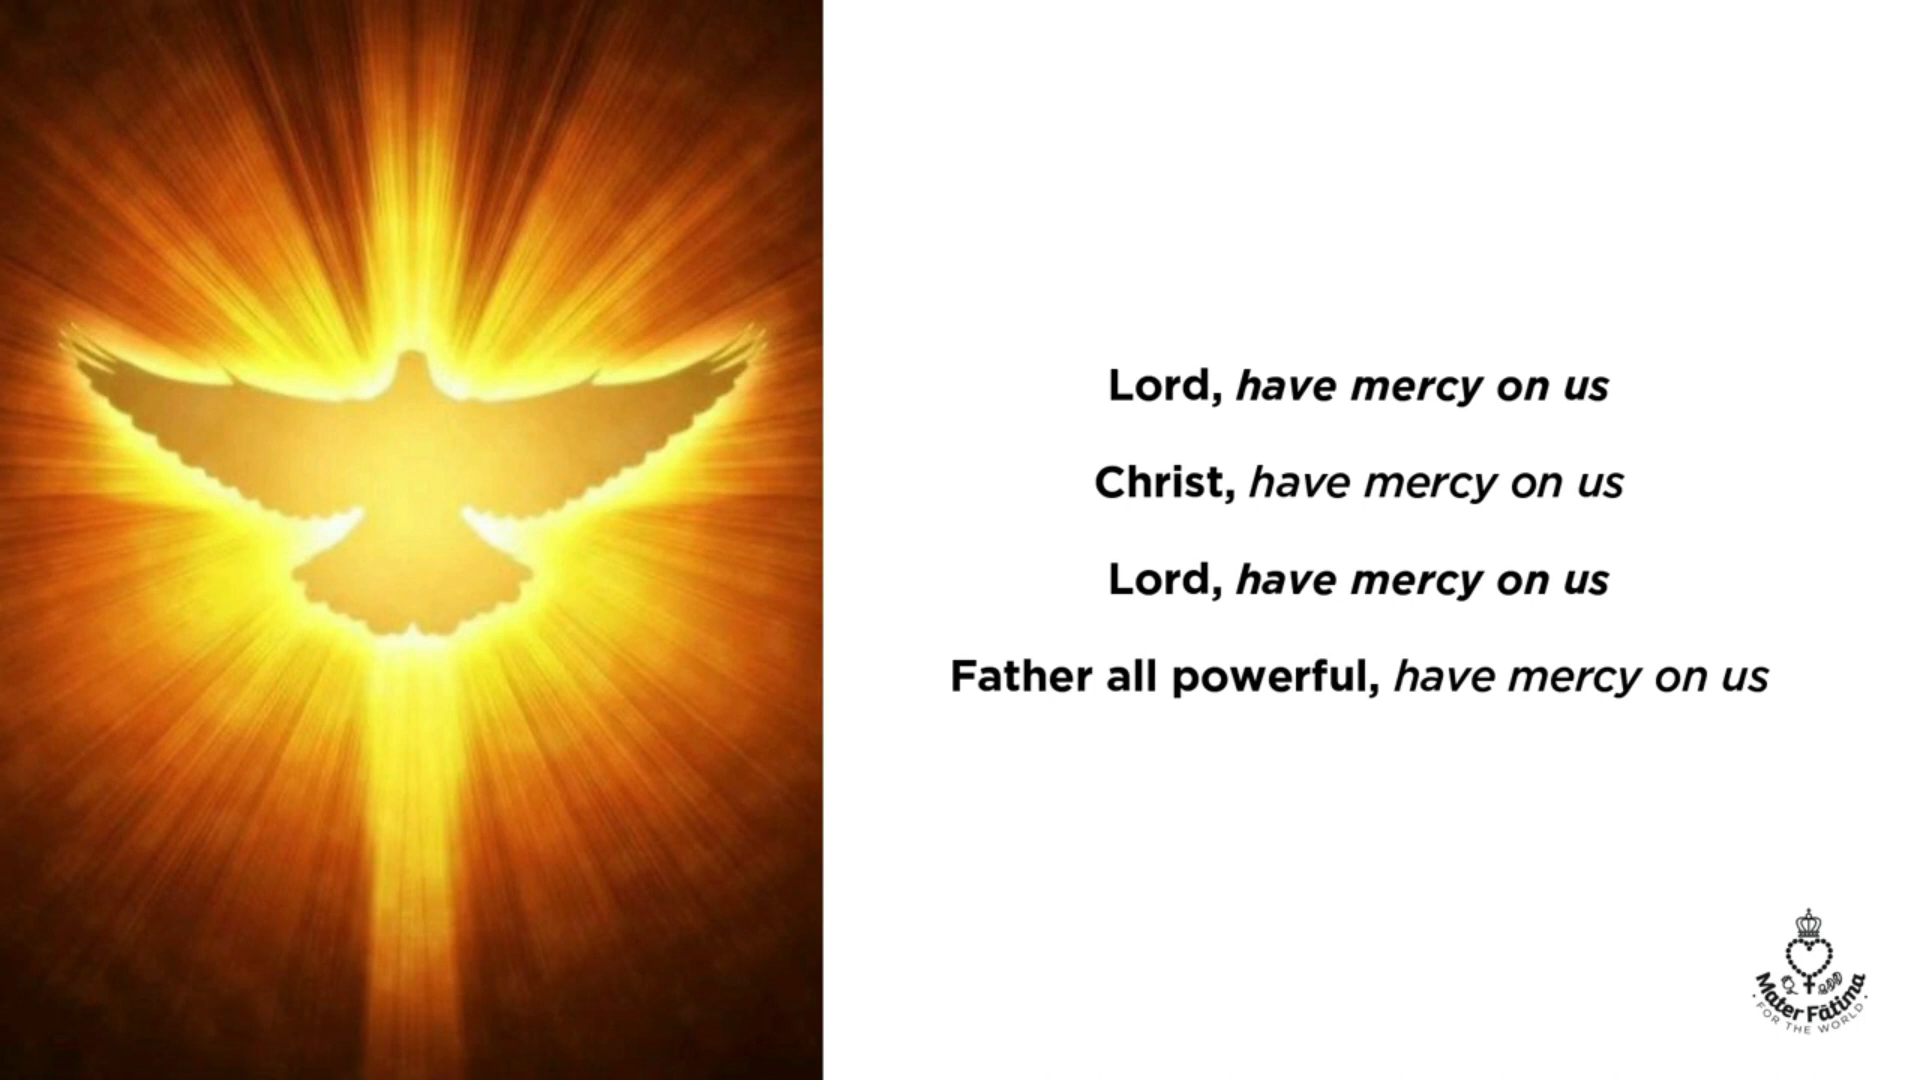 Lord, have mercy on us
Christ, have mercy on us
Lord, have mercy on us
Father all powerful, have mercy on us
Mater Fátima
FOR THE WORLD